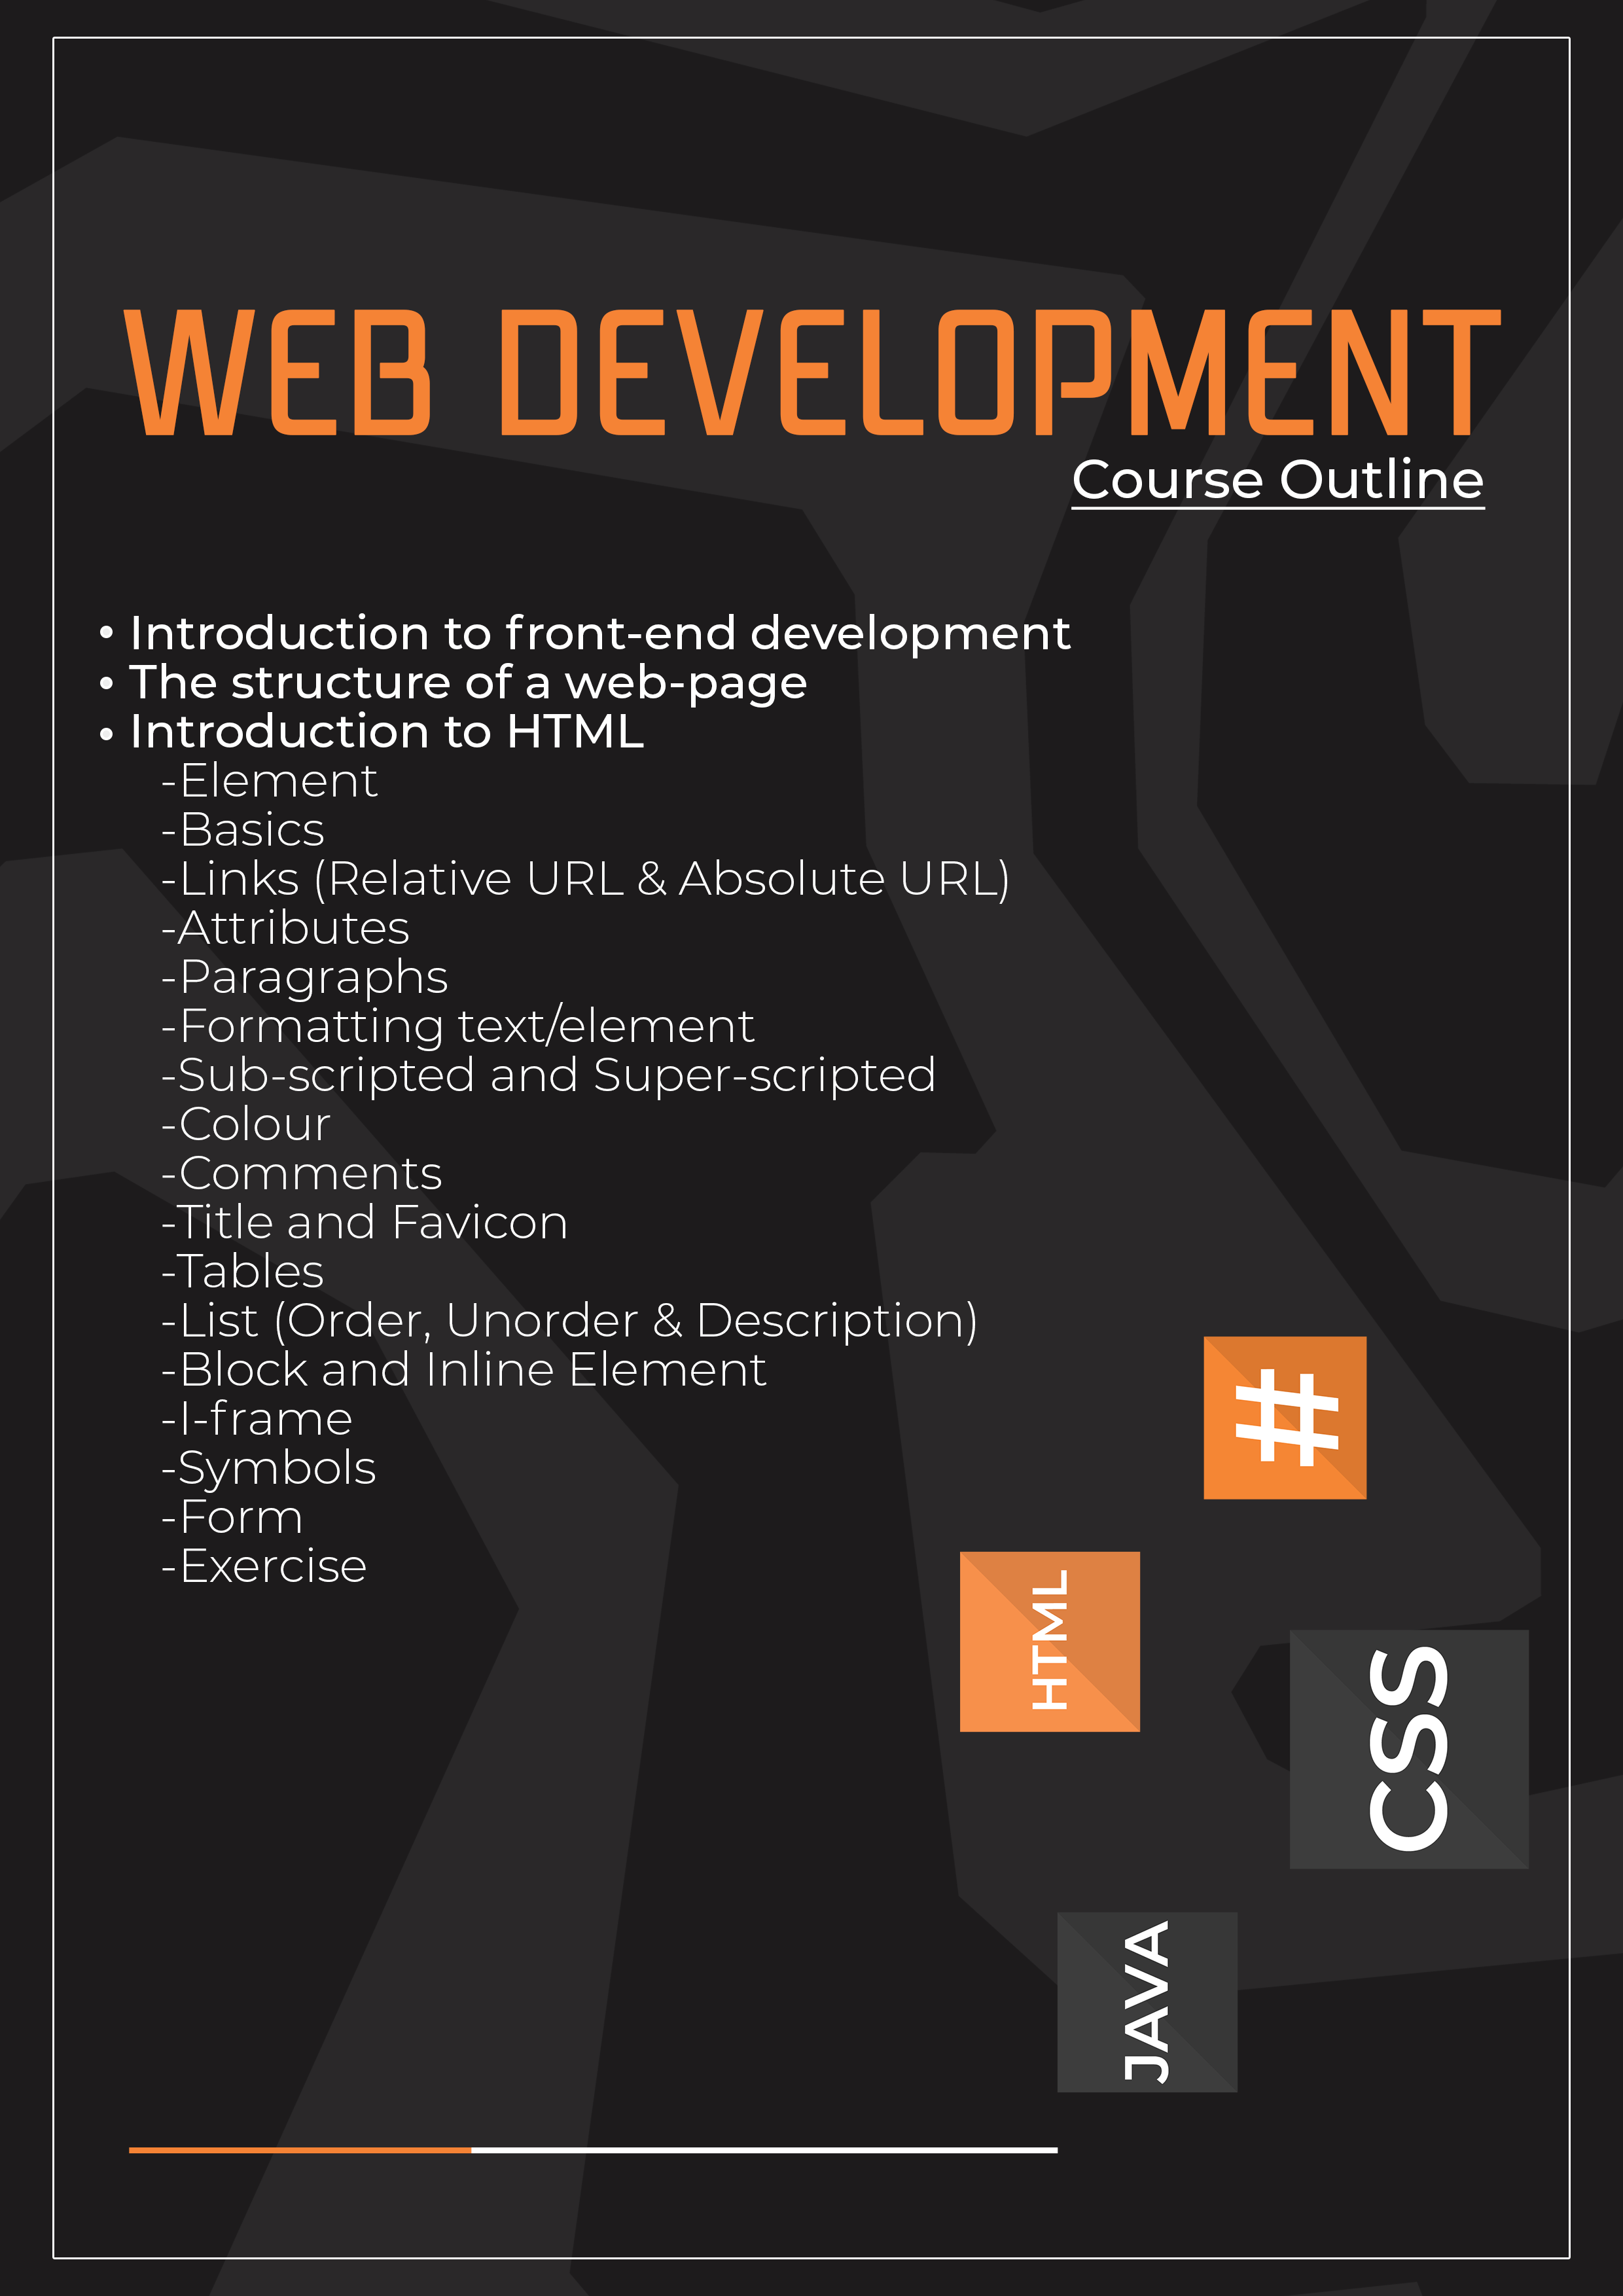 WEB DEVELOPMENT
Course Outline
• Introduction to front-end development
• The structure of a web-page
• Introduction to HTML
-Element
-Basics
-Links (Relative URL & Absolute URL)
-Attributes
-Paragraphs
-Formatting text/element
-Sub-scripted and Super-scripted
-Colour
-Comments
-Title and Favicon
-Tables
-List (Order, Unorder & Description)
-Block and Inline Element
-I-frame
-Symbols
-Form
-Exercise
#
HTML
CSS
JAVA